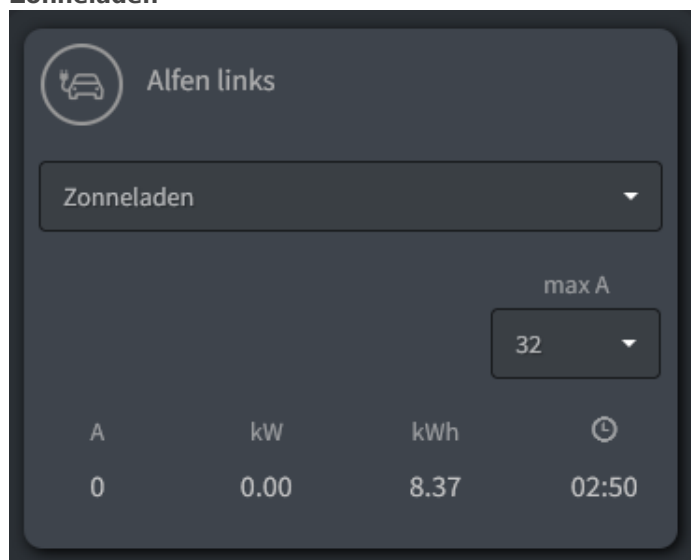 Zonneladen
Alfen links
Zonneladen
max A
32
A kW kWh
0 0.00 8.37 02:50